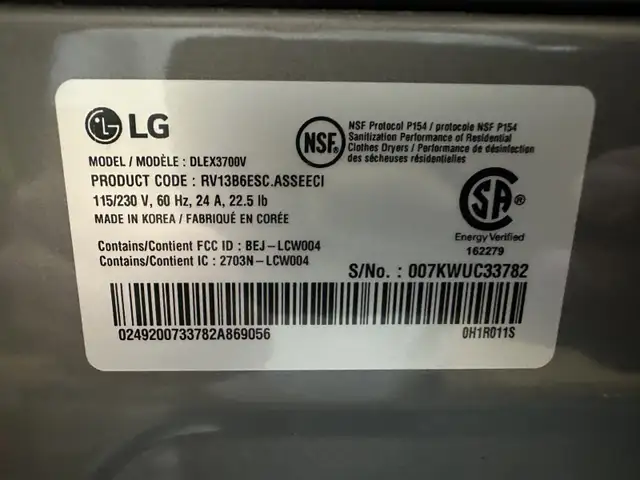 LG
NSF®
NSF Protocol P154 / protocole NSF P154
Sanitization Performance of Residential
Clothes Dryers / Performance de désinfection
des sécheuses résidentielles
MODEL / MODÈLE : DLEX3700V
PRODUCT CODE : RV13B6ESC.ASSEECI
115/230 V, 60 Hz, 24 A, 22.5 lb
MADE IN KOREA / FABRIQUÉ EN CORÉE
SA®
Energy Verified
162279
Contains/Contient FCC ID : BEJ-LCW004
Contains/Contient IC : 2703N-LCW004
S/No. : 007KWUC33782
0249200733782A869056
0H1R011S